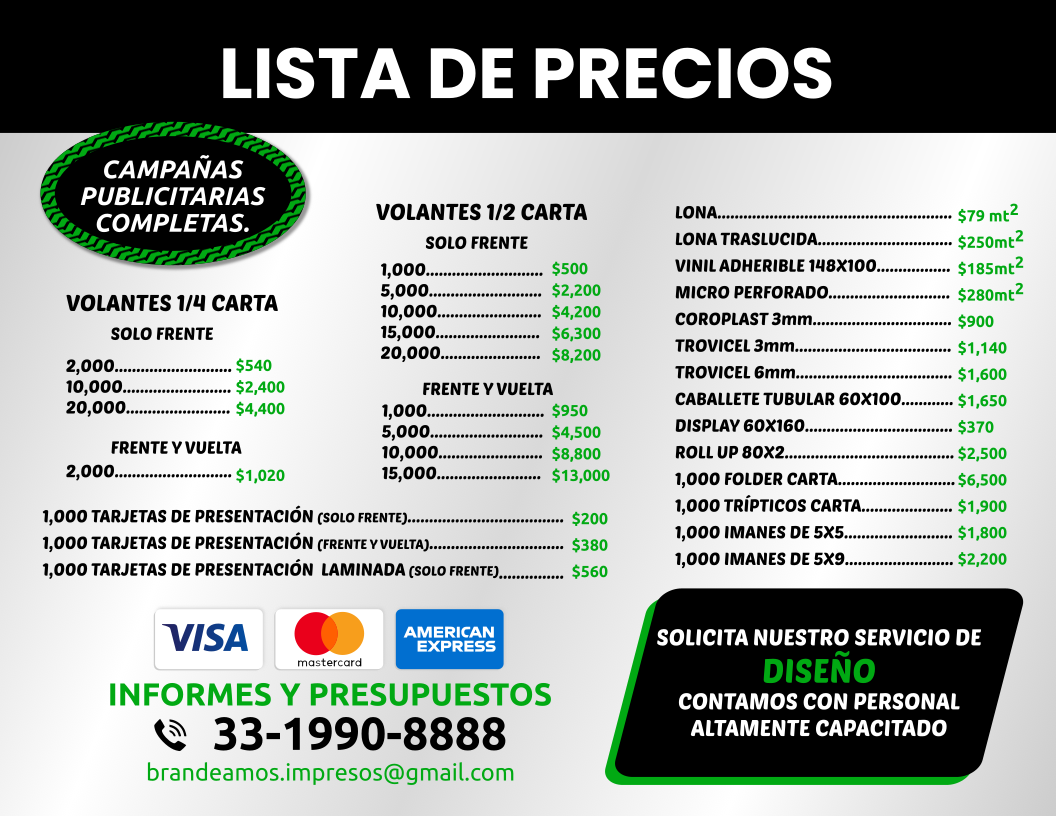 LISTA DE PRECIOS
CAMPAÑAS
PUBLICITARIAS
COMPLETAS.
VOLANTES 1/4 CARTA
SOLO FRENTE
2,000........................... $540
10,000......................... $2,400
20,000........................ $4,400
FRENTE Y VUELTA
2,000........................... $1,020
VOLANTES 1/2 CARTA
SOLO FRENTE
1,000........................... $500
5,000.......................... $2,200
10,000........................ $4,200
15,000........................ $6,300
20,000....................... $8,200
FRENTE Y VUELTA
1,000........................... $950
5,000.......................... $4,500
10,000........................ $8,800
15,000........................ $13,000
1,000 TARJETAS DE PRESENTACIÓN (SOLO FRENTE).................................... $200
1,000 TARJETAS DE PRESENTACIÓN (FRENTE Y VUELTA)............................... $380
1,000 TARJETAS DE PRESENTACIÓN LAMINADA (SOLO FRENTE)............... $560
LONA...................................................... $79 mt2
LONA TRASLUCIDA............................... $250mt2
VINIL ADHERIBLE 148X100................. $185mt2
MICRO PERFORADO............................ $280mt2
COROPLAST 3mm................................ $900
TROVICEL 3mm.................................... $1,140
TROVICEL 6mm.................................... $1,600
CABALLETE TUBULAR 60X100............ $1,650
DISPLAY 60X160.................................. $370
ROLL UP 80X2....................................... $2,500
1,000 FOLDER CARTA........................... $6,500
1,000 TRÍPTICOS CARTA..................... $1,900
1,000 IMANES DE 5X5......................... $1,800
1,000 IMANES DE 5X9......................... $2,200
VISA
mastercard
AMERICAN
EXPRESS
INFORMES Y PRESUPUESTOS
33-1990-8888
brandeamos.impresos@gmail.com
SOLICITA NUESTRO SERVICIO DE
DISEÑO
CONTAMOS CON PERSONAL
ALTAMENTE CAPACITADO